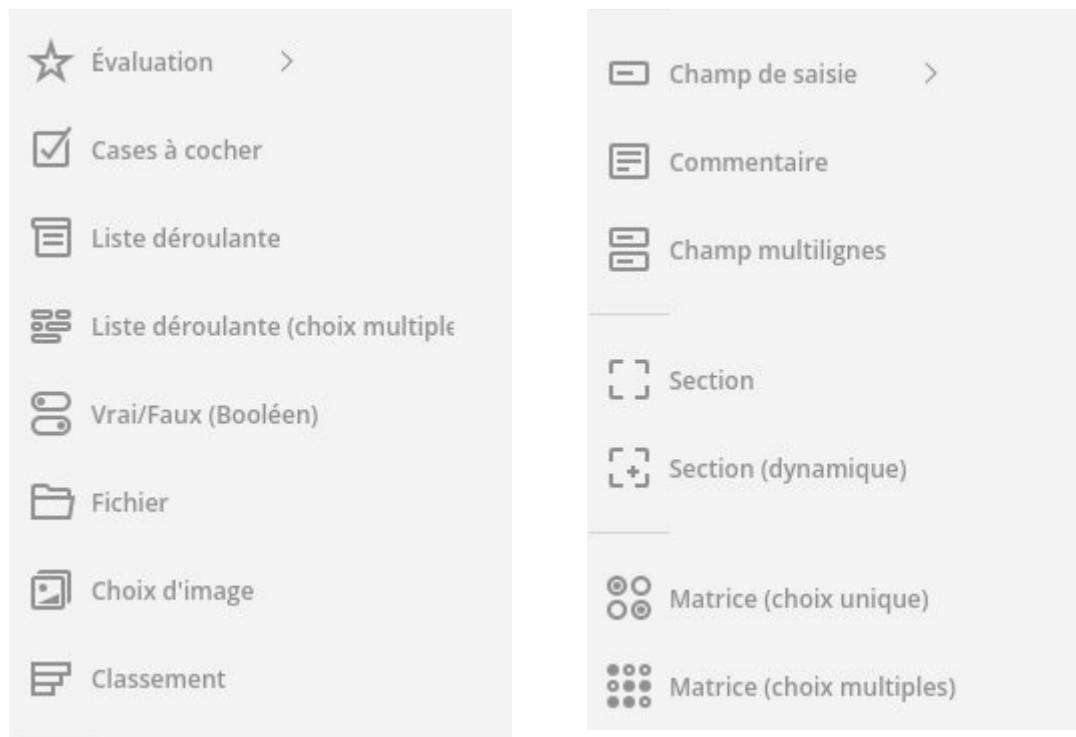 Évaluation
Cases à cocher
Liste déroulante
Liste déroulante (choix multiple
Vrai/Faux (Booléen)
Fichier
Choix d'image
Classement
Champ de saisie
Commentaire
Champ multilignes
Section
Section (dynamique)
Matrice (choix unique)
Matrice (choix multiples)